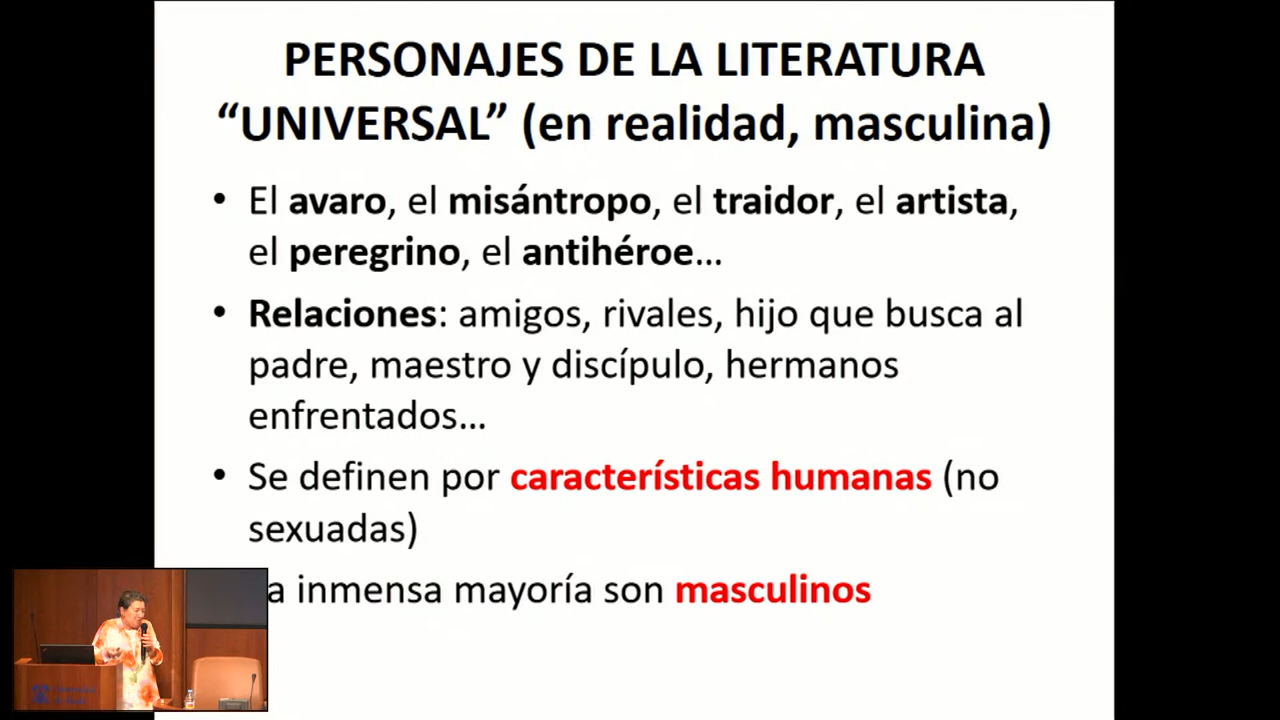 PERSONAJES DE LA LITERATURA
“UNIVERSAL” (en realidad, masculina)
• El avaro, el misántropo, el traidor, el artista,
el peregrino, el antihéroe…
• Relaciones: amigos, rivales, hijo que busca al
padre, maestro y discípulo, hermanos
enfrentados…
• Se definen por características humanas (no
sexuadas)
a inmensa mayoría son masculinos